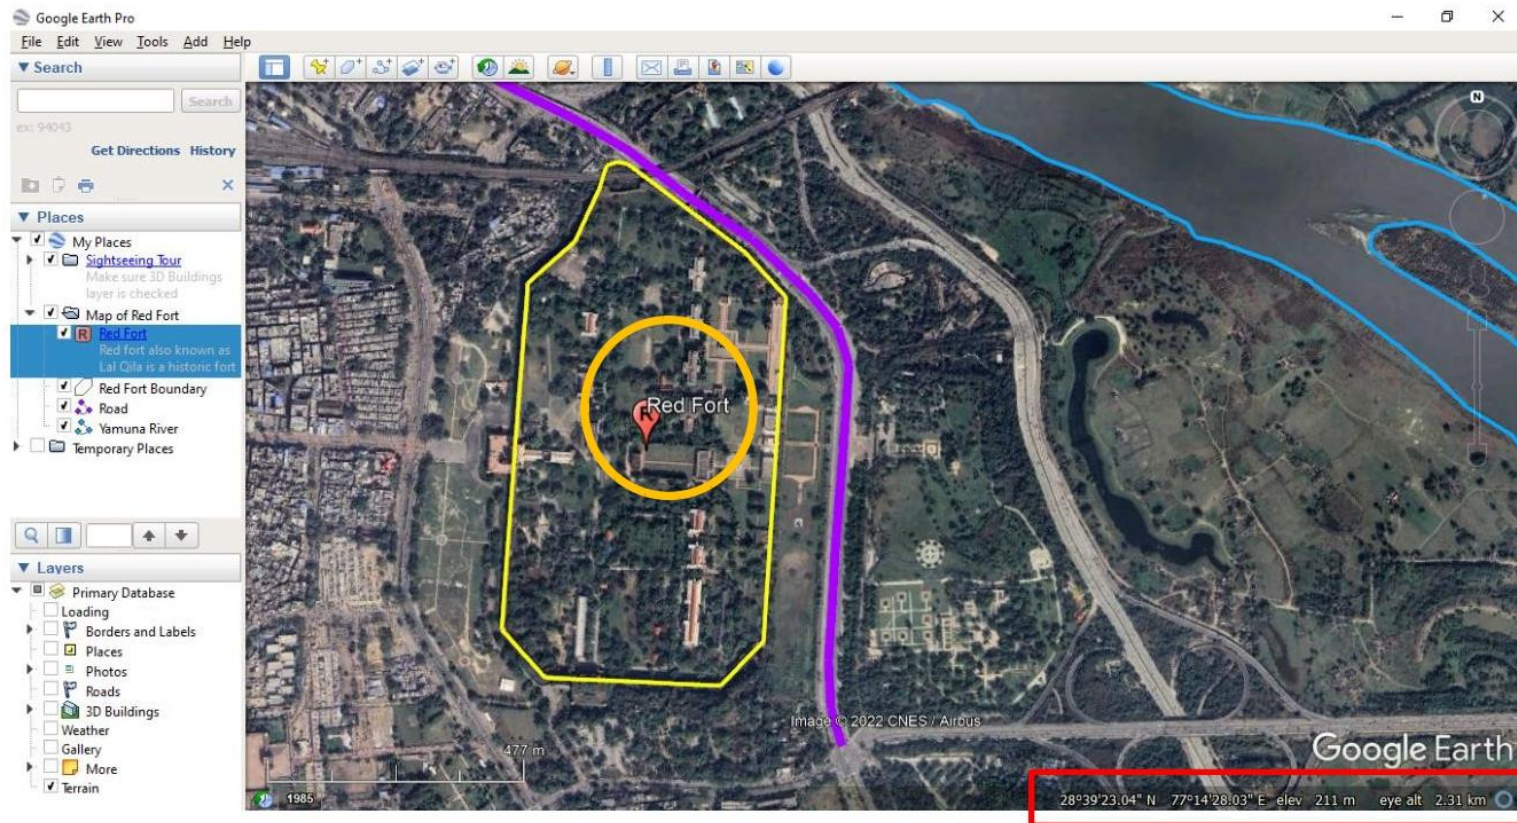 Google Earth Pro
File Edit View Tools Add Help
Search
Search
ex: 94043
Get Directions History
Places
My Places
Sightseeing Tour
Make sure 3D Buildings
layer is checked
Map of Red Fort
R Red Fort
Red fort also known as
Lal Qila is a historic fort
Red Fort Boundary
Road
Yamuna River
Temporary Places
Layers
Primary Database
Loading
Borders and Labels
Places
Photos
Roads
3D Buildings
Weather
Gallery
More
Terrain
N
R Red Fort
Image © 2022 CNES / Airbus
477 m
Google Earth
1985
28°39'23.04" N 77°14'28.03" E elev 211 m eye alt 2.31 km